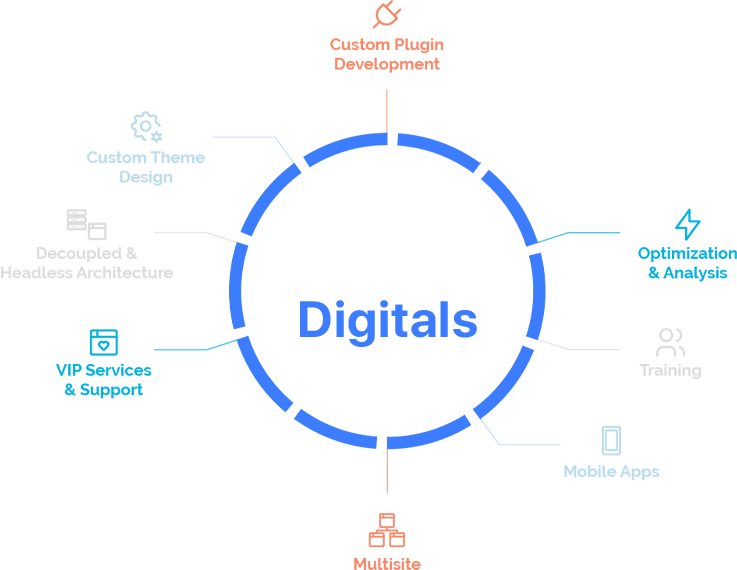 Custom Plugin
Development
Custom Theme
Design
Decoupled &
Headless Architecture
Optimization
& Analysis
Digitals
VIP Services
& Support
Training
Mobile Apps
Multisite